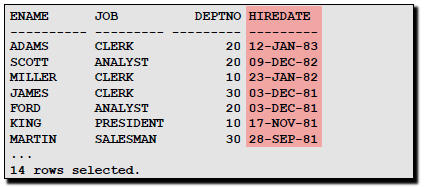 ENAME      JOB          DEPTNO HIREDATE
---------- --------- --------- ---------
ADAMS      CLERK            20 12-JAN-83
SCOTT      ANALYST          20 09-DEC-82
MILLER     CLERK            10 23-JAN-82
JAMES      CLERK            30 03-DEC-81
FORD       ANALYST          20 03-DEC-81
KING       PRESIDENT        10 17-NOV-81
MARTIN     SALESMAN         30 28-SEP-81
...
14 rows selected.